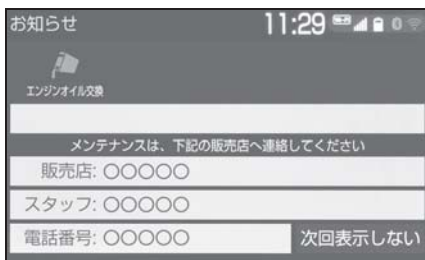 お知らせ 11:29
エンジンオイル交換
メンテナンスは、下記の販売店へ連絡してください
販売店: ○○○○○
スタッフ: ○○○○○
電話番号: ○○○○○ 次回表示しない